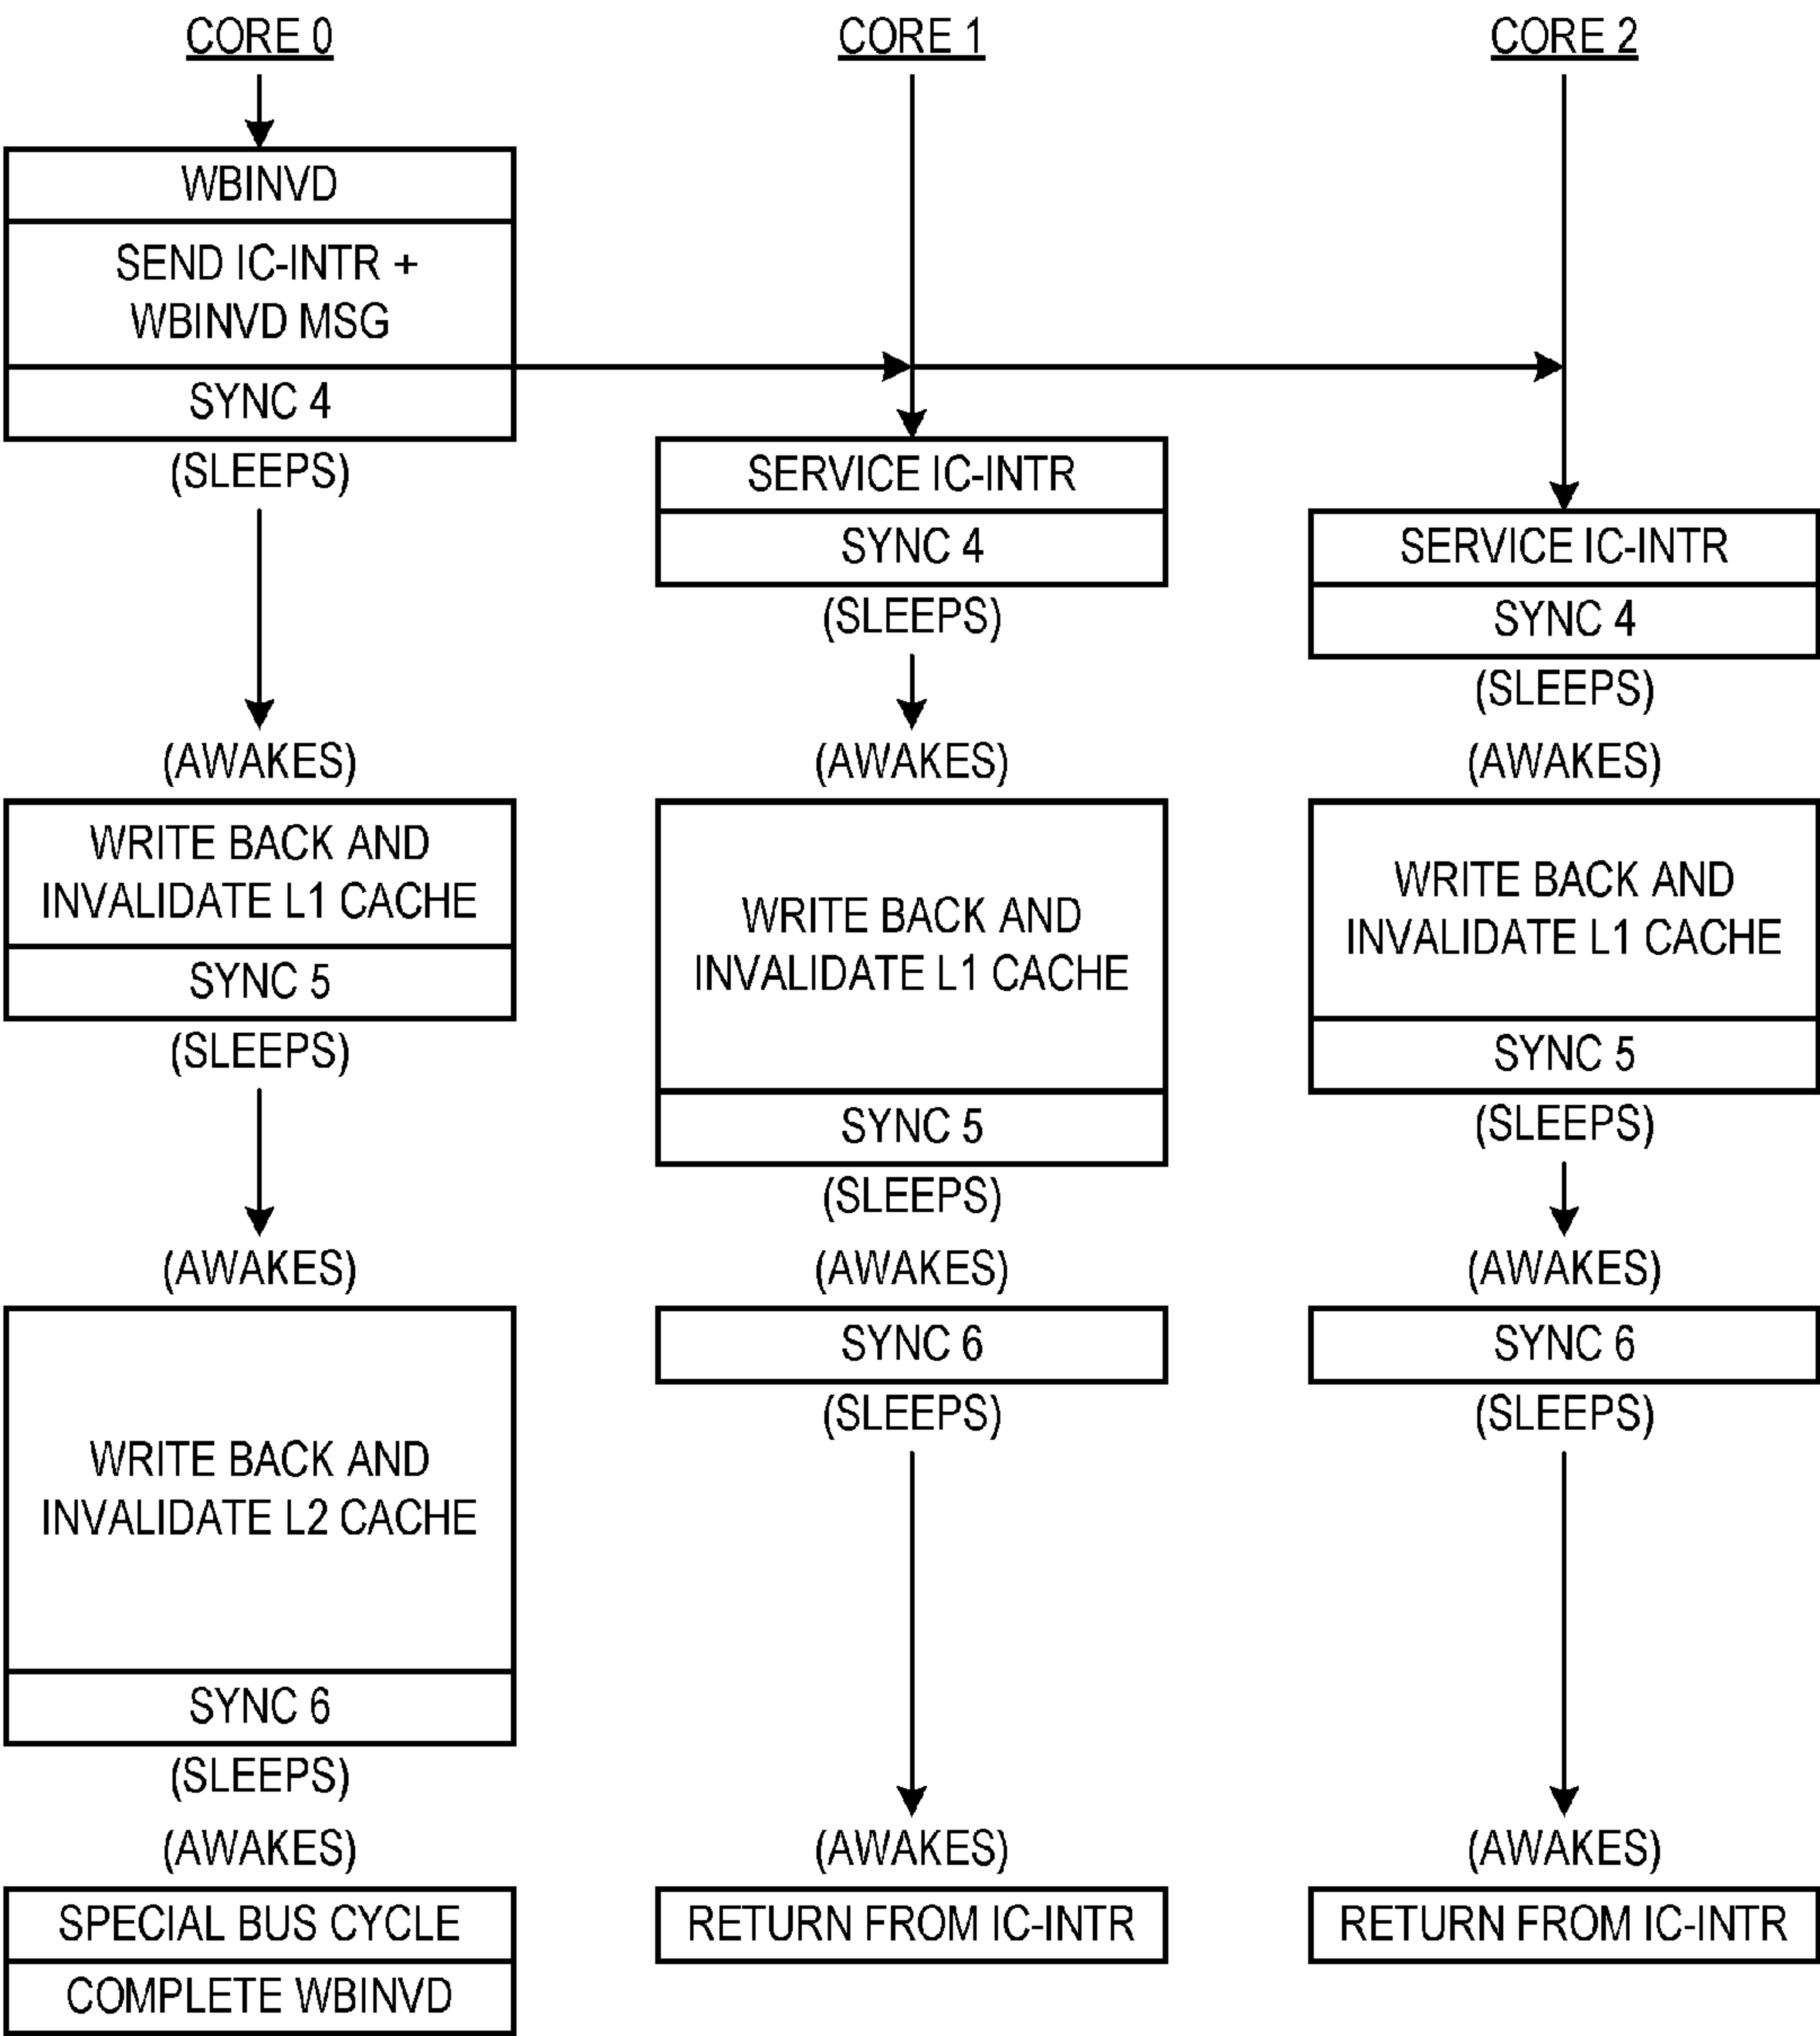 CORE 0
WBINVD
SEND IC-INTR +
WBINVD MSG
SYNC 4
(SLEEPS)
(AWAKES)
WRITE BACK AND
INVALIDATE L1 CACHE
SYNC 5
(SLEEPS)
(AWAKES)
WRITE BACK AND
INVALIDATE L2 CACHE
SYNC 6
(SLEEPS)
(AWAKES)
SPECIAL BUS CYCLE
COMPLETE WBINVD
CORE 1
SERVICE IC-INTR
SYNC 4
(SLEEPS)
(AWAKES)
WRITE BACK AND
INVALIDATE L1 CACHE
SYNC 5
(SLEEPS)
(AWAKES)
SYNC 6
(SLEEPS)
(AWAKES)
RETURN FROM IC-INTR
CORE 2
SERVICE IC-INTR
SYNC 4
(SLEEPS)
(AWAKES)
WRITE BACK AND
INVALIDATE L1 CACHE
SYNC 5
(SLEEPS)
(AWAKES)
SYNC 6
(SLEEPS)
(AWAKES)
RETURN FROM IC-INTR